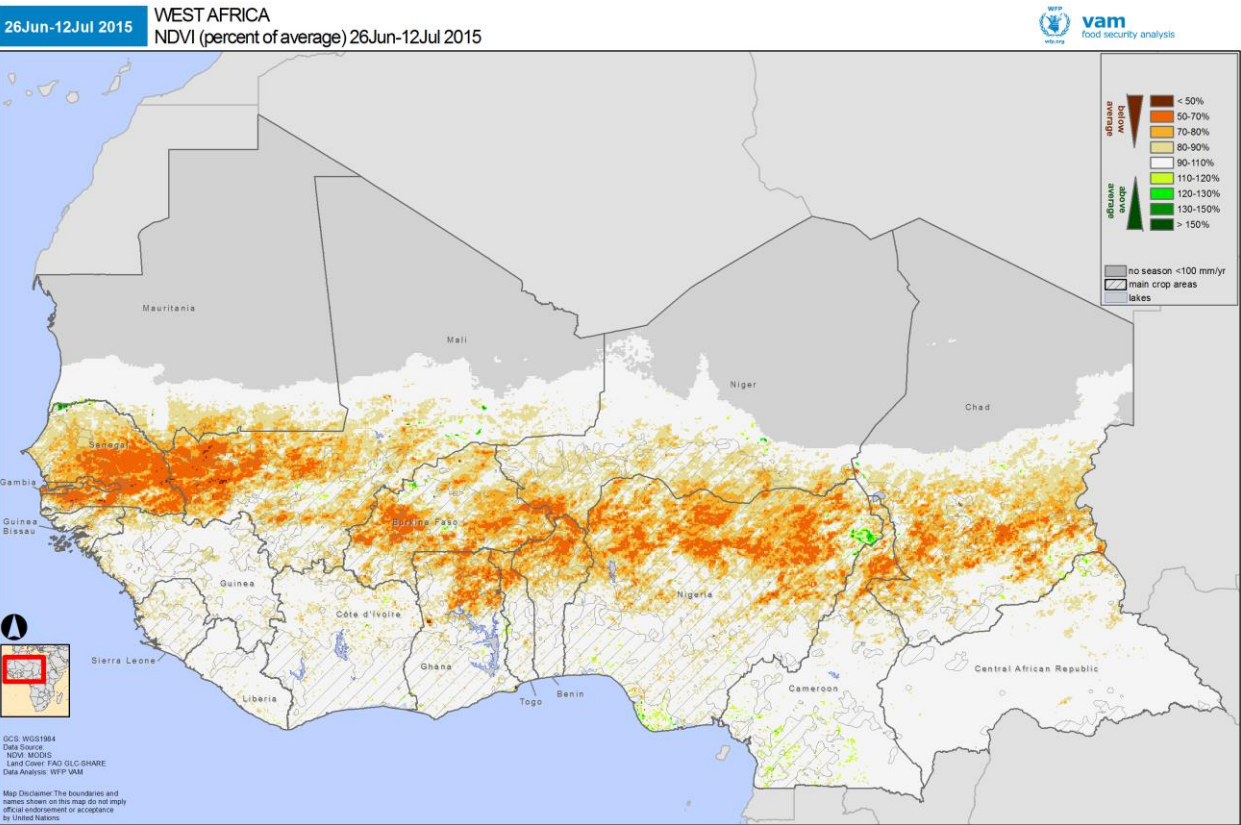 26Jun-12Jul 2015
WEST AFRICA
NDVI (percent of average) 26Jun-12Jul 2015
WFP
wfp.org
vam
food security analysis
below
average
above
average
< 50%
50-70%
70-80%
80-90%
90-110%
110-120%
120-130%
130-150%
> 150%
no season <100 mm/yr
main crop areas
lakes
Mauritania
Mali
Niger
Chad
Senegal
Gambia
Guinea
Bissau
Burkina Faso
Guinea
Nigeria
Côte d'Ivoire
Sierra Leone
Ghana
Central African Republic
Cameroon
Liberia
Togo
Benin
GCS: WGS1984
Data Source:
NDVI: MODIS
Land Cover: FAO GLC-SHARE
Data Analysis: WFP VAM
Map Disclaimer:The boundaries and
names shown on this map do not imply
official endorsement or acceptance
by United Nations